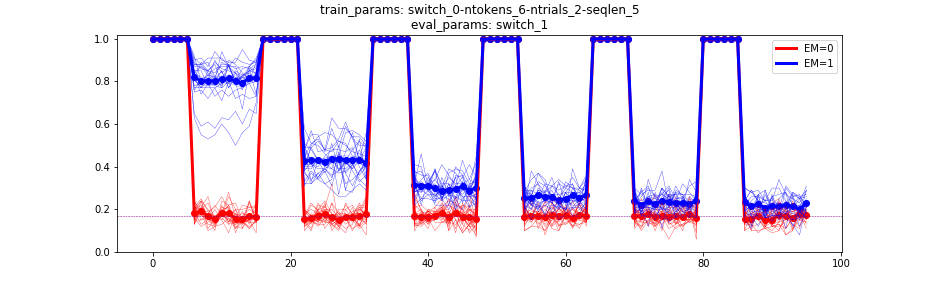 train_params: switch_0-ntokens_6-ntrials_2-seqlen_5
eval_params: switch_1
EM=0
EM=1
1.0
0.8
0.6
0.4
0.2
0.0
0 20 40 60 80 100